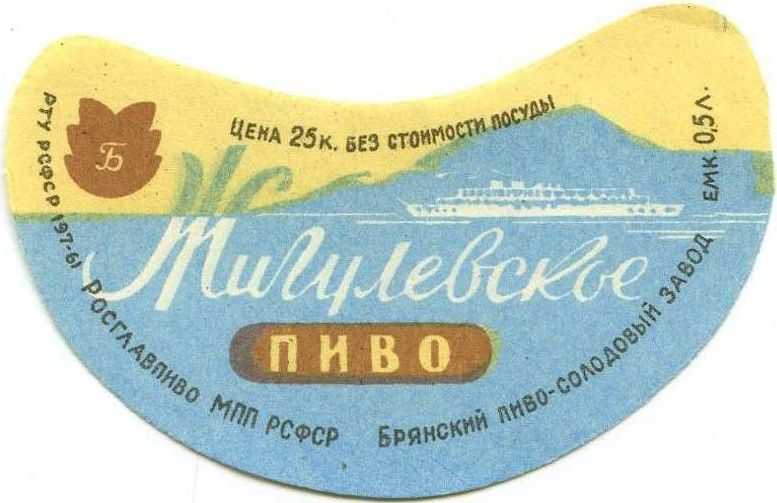 Б
ЦЕНА 25к. БЕЗ СТОИМОСТИ ПОСУДЫ
Жигулевское
ПИВО
РТУ РСФСР 197-61 РОСГЛАВПИВО МПП РСФСР БРЯНСКИЙ ПИВО-СОЛОДОВЫЙ ЗАВОД ЕМК. 0,5Л.